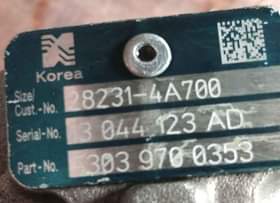 Korea
Size/
Cust.-No. 28231-4A700
Serial-No. 3 044 123 AD
Part-No. 303 970 0353